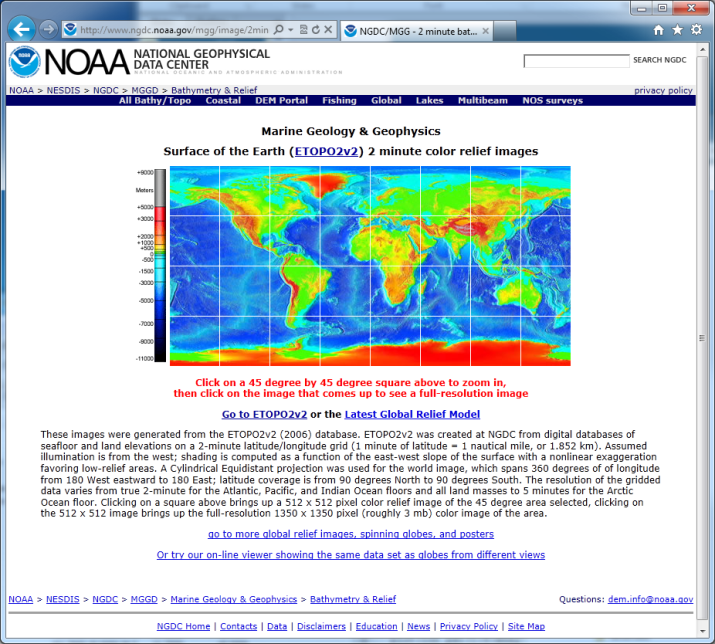 http://www.ngdc.noaa.gov/mgg/image/2min
NGDC/MGG - 2 minute bat...
NOAA NATIONAL GEOPHYSICAL
DATA CENTER
NATIONAL OCEANIC AND ATMOSPHERIC ADMINISTRATION
SEARCH NGDC
NOAA > NESDIS > NGDC > MGGD > Bathymetry & Relief
privacy policy
All Bathy/Topo Coastal DEM Portal Fishing Global Lakes Multibeam NOS surveys
Marine Geology & Geophysics
Surface of the Earth (ETOPO2v2) 2 minute color relief images
+9000
Meters
+5000
+3000
+2000
+1000
+500
0
-500
-1500
-3000
-5000
-7000
-9000
-11000
Click on a 45 degree by 45 degree square above to zoom in,
then click on the image that comes up to see a full-resolution image
Go to ETOPO2v2 or the Latest Global Relief Model
These images were generated from the ETOPO2v2 (2006) database. ETOPO2v2 was created at NGDC from digital databases of
seafloor and land elevations on a 2-minute latitude/longitude grid (1 minute of latitude = 1 nautical mile, or 1.852 km). Assumed
illumination is from the west; shading is computed as a function of the east-west slope of the surface with a nonlinear exaggeration
favoring low-relief areas. A Cylindrical Equidistant projection was used for the world image, which spans 360 degrees of of longitude
from 180 West eastward to 180 East; latitude coverage is from 90 degrees North to 90 degrees South. The resolution of the gridded
data varies from true 2-minute for the Atlantic, Pacific, and Indian Ocean floors and all land masses to 5 minutes for the Arctic
Ocean floor. Clicking on a square above brings up a 512 x 512 pixel color relief image of the 45 degree area selected, clicking on
the 512 x 512 image brings up the full-resolution 1350 x 1350 pixel (roughly 3 mb) color image of the area.
go to more global relief images, spinning globes, and posters
Or try our on-line viewer showing the same data set as globes from different views
NOAA > NESDIS > NGDC > MGGD > Marine Geology & Geophysics > Bathymetry & Relief
Questions: dem.info@noaa.gov
NGDC Home | Contacts | Data | Disclaimers | Education | News | Privacy Policy | Site Map